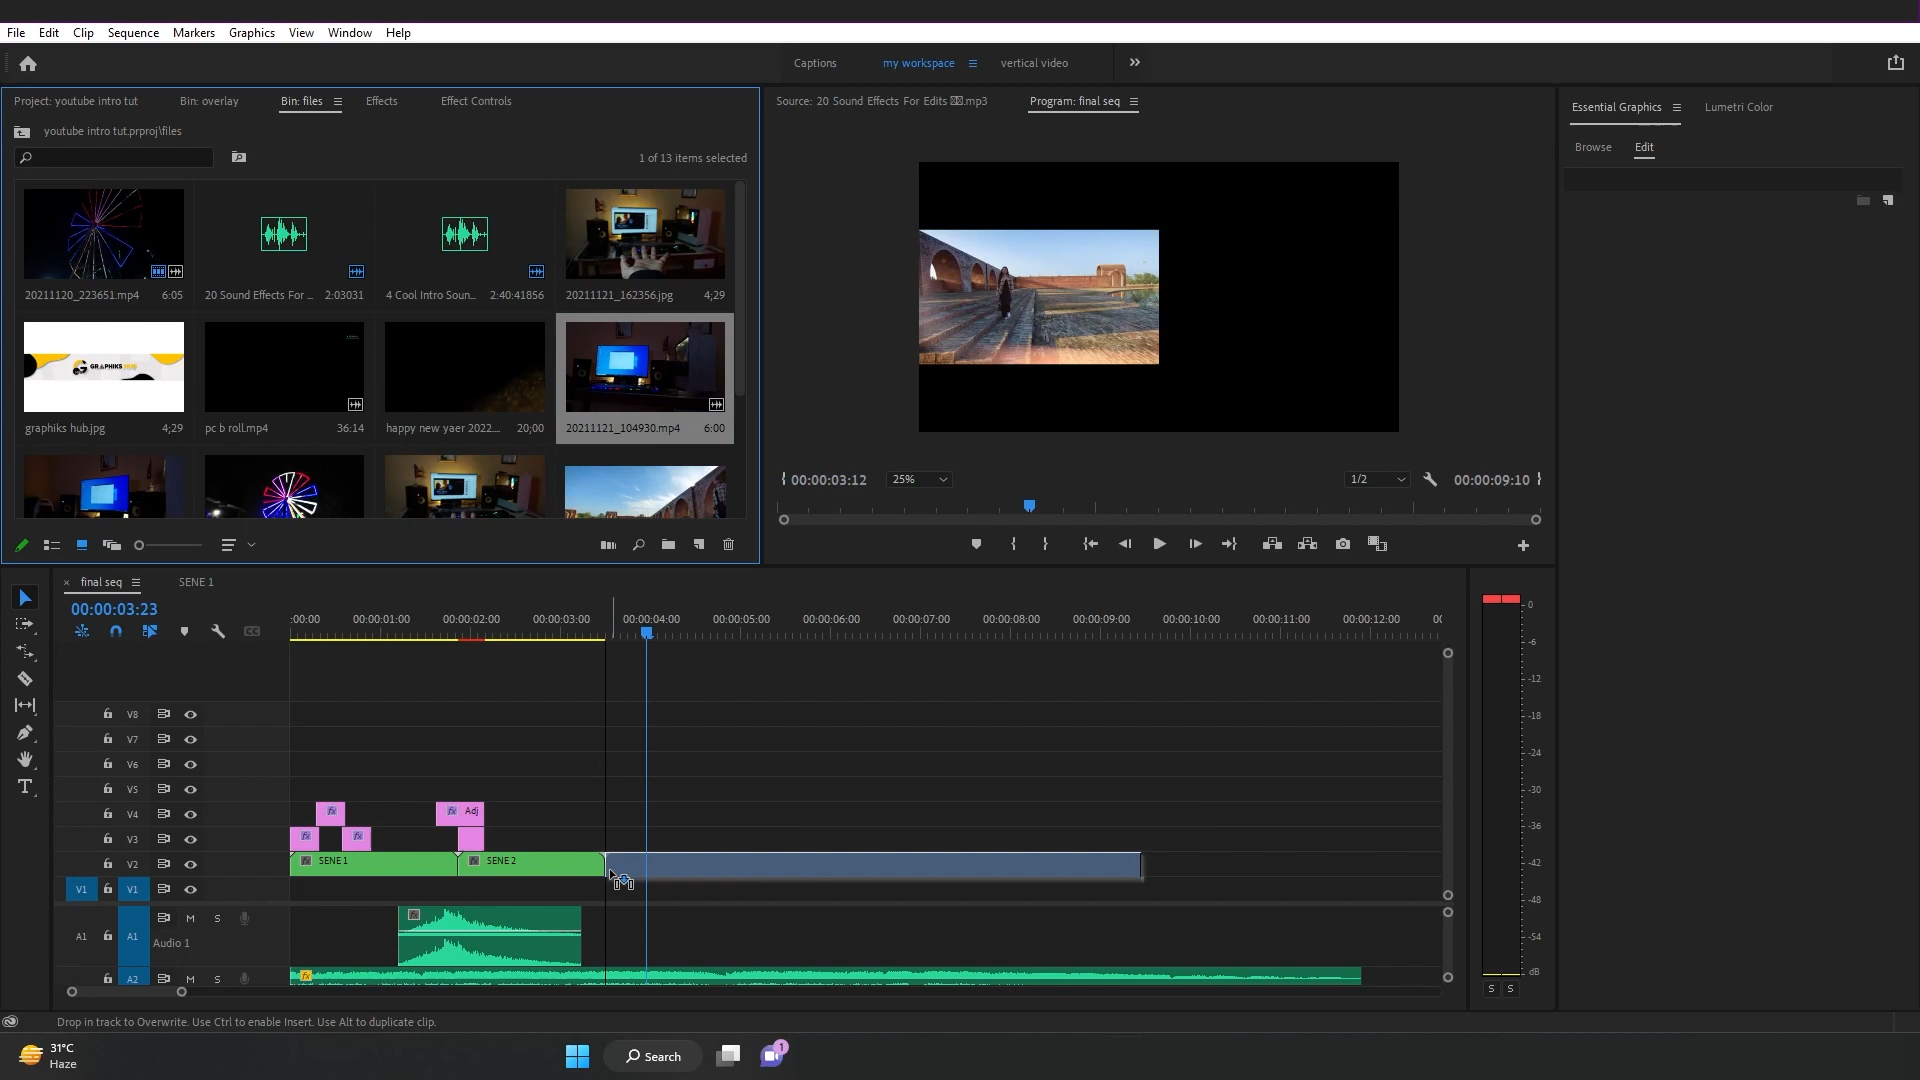 File Edit Clip Sequence Markers Graphics View Window Help
Captions my workspace vertical video
Project: youtube intro tut Bin: overlay Bin: files Effects Effect Controls
Source: 20 Sound Effects For Edits .mp3 Program: final seq
Essential Graphics Lumetri Color
youtube intro tut.prproj\files
Browse Edit
1 of 13 items selected
20211120_223651.mp4 6:05
20 Sound Effects For ... 2:03031
4 Cool Intro Soun... 2:40:41856
20211121_162356.jpg 4;29
GRAPHIKS HUB
graphiks hub.jpg 4;29
pc b roll.mp4 36:14
happy new yaer 2022.... 20;00
20211121_104930.mp4 6:00
00:00:03:12 25% 1/2 00:00:09:10
final seq SENE 1
00:00:03:23
:00:00 00:00:01:00 00:00:02:00 00:00:03:00 00:00:04:00 00:00:05:00 00:00:06:00 00:00:07:00 00:00:08:00 00:00:09:00 00:00:10:00 00:00:11:00 00:00:12:00 00
V8
V7
V6
V5
V4 fx fx Adj
V3 fx fx
V2 fx SENE 1 fx SENE 2
V1 V1
A1 A1 M S
Audio 1
A2 M S fx
0
-6
-12
-18
-24
-30
-36
-42
-48
-54
dB
S S
Drop in track to Overwrite. Use Ctrl to enable Insert. Use Alt to duplicate clip.
31°C
Haze
Search
1